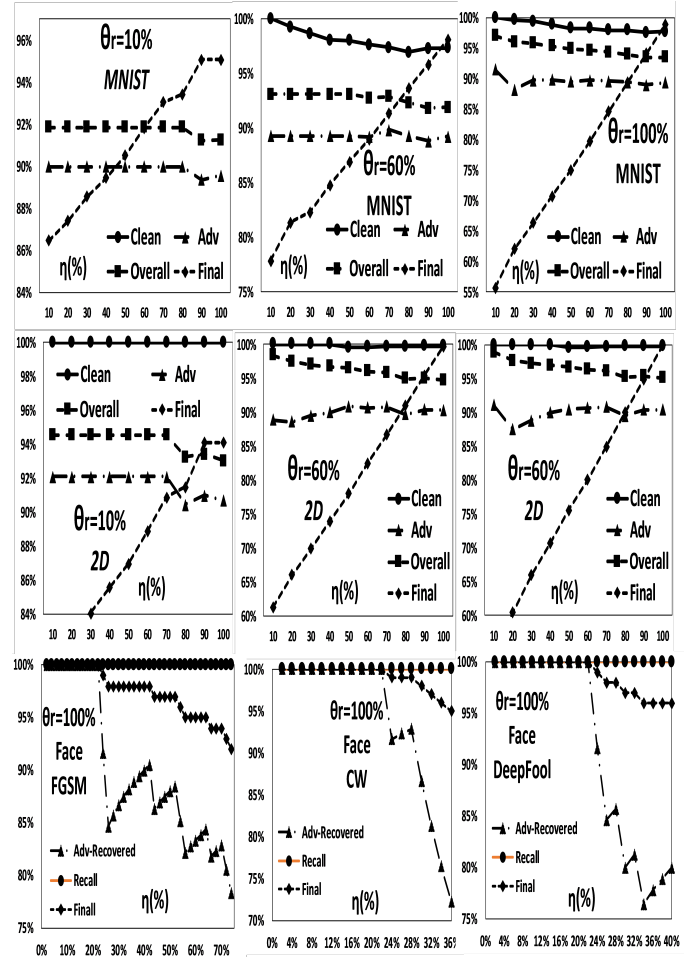 96%
94%
92%
90%
88%
86%
84%
θr=10%
MNIST
Clean Adv
η(%) Overall Final
10 20 30 40 50 60 70 80 90 100
100%
95%
90%
85%
80%
75%
θr=60%
MNIST
Clean Adv
η(%) Overall Final
10 20 30 40 50 60 70 80 90 100
100%
95%
90%
85%
80%
75%
70%
65%
60%
55%
θr=100%
MNIST
Clean Adv
η(%) Overall Final
10 20 30 40 50 60 70 80 90 100
100%
98%
96%
94%
92%
90%
88%
86%
84%
Clean Adv
Overall Final
θr=10%
2D
η(%)
10 20 30 40 50 60 70 80 90 100
100%
95%
90%
85%
80%
75%
70%
65%
60%
θr=60%
2D
Clean
Adv
Overall
η(%) Final
10 20 30 40 50 60 70 80 90 100
100%
95%
90%
85%
80%
75%
70%
65%
60%
θr=60%
2D
Clean
Adv
Overall
η(%) Final
10 20 30 40 50 60 70 80 90 100
100%
95%
90%
85%
80%
75%
θr=100%
Face
FGSM
Adv-Recovered
Recall
Finall
η(%)
0% 10% 20% 30% 40% 50% 60% 70%
100%
95%
90%
85%
80%
75%
70%
θr=100%
Face
CW
Adv-Recovered
Recall
Final
η(%)
0% 4% 8% 12% 16% 20% 24% 28% 32% 36%
100%
95%
90%
85%
80%
75%
θr=100%
Face
DeepFool
Adv-Recovered
Recall
Final
η(%)
0% 4% 8% 12% 16% 20% 24% 28% 32% 36% 40%